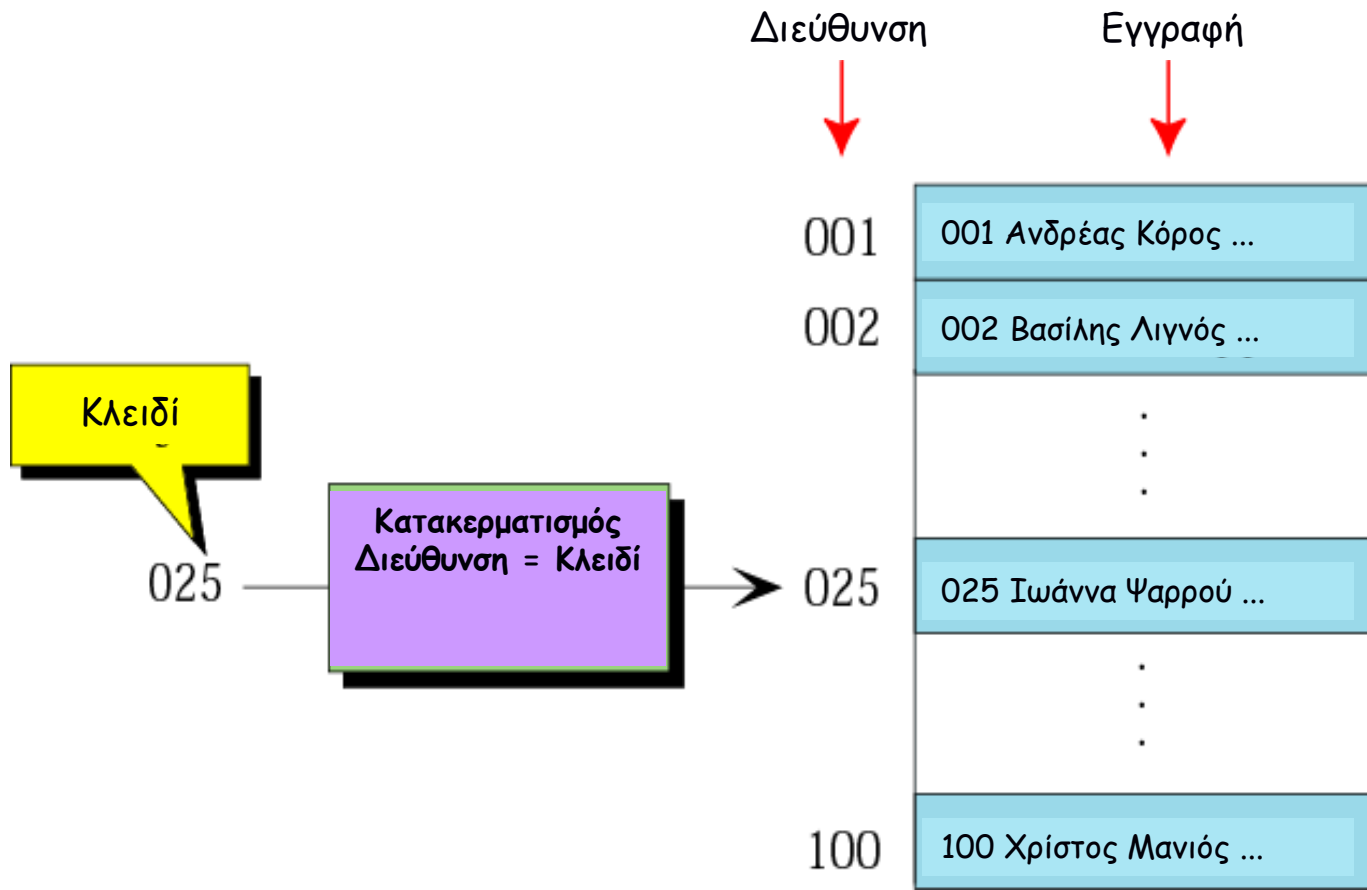 Διεύθυνση Εγγραφή
001 001 Ανδρέας Κόρος ...
002 002 Βασίλης Λιγνός ...
Κλειδί
Κατακερματισμός
Διεύθυνση = Κλειδί
025 025 025 Ιωάννα Ψαρρού ...
100 100 Χρίστος Μανιός ...